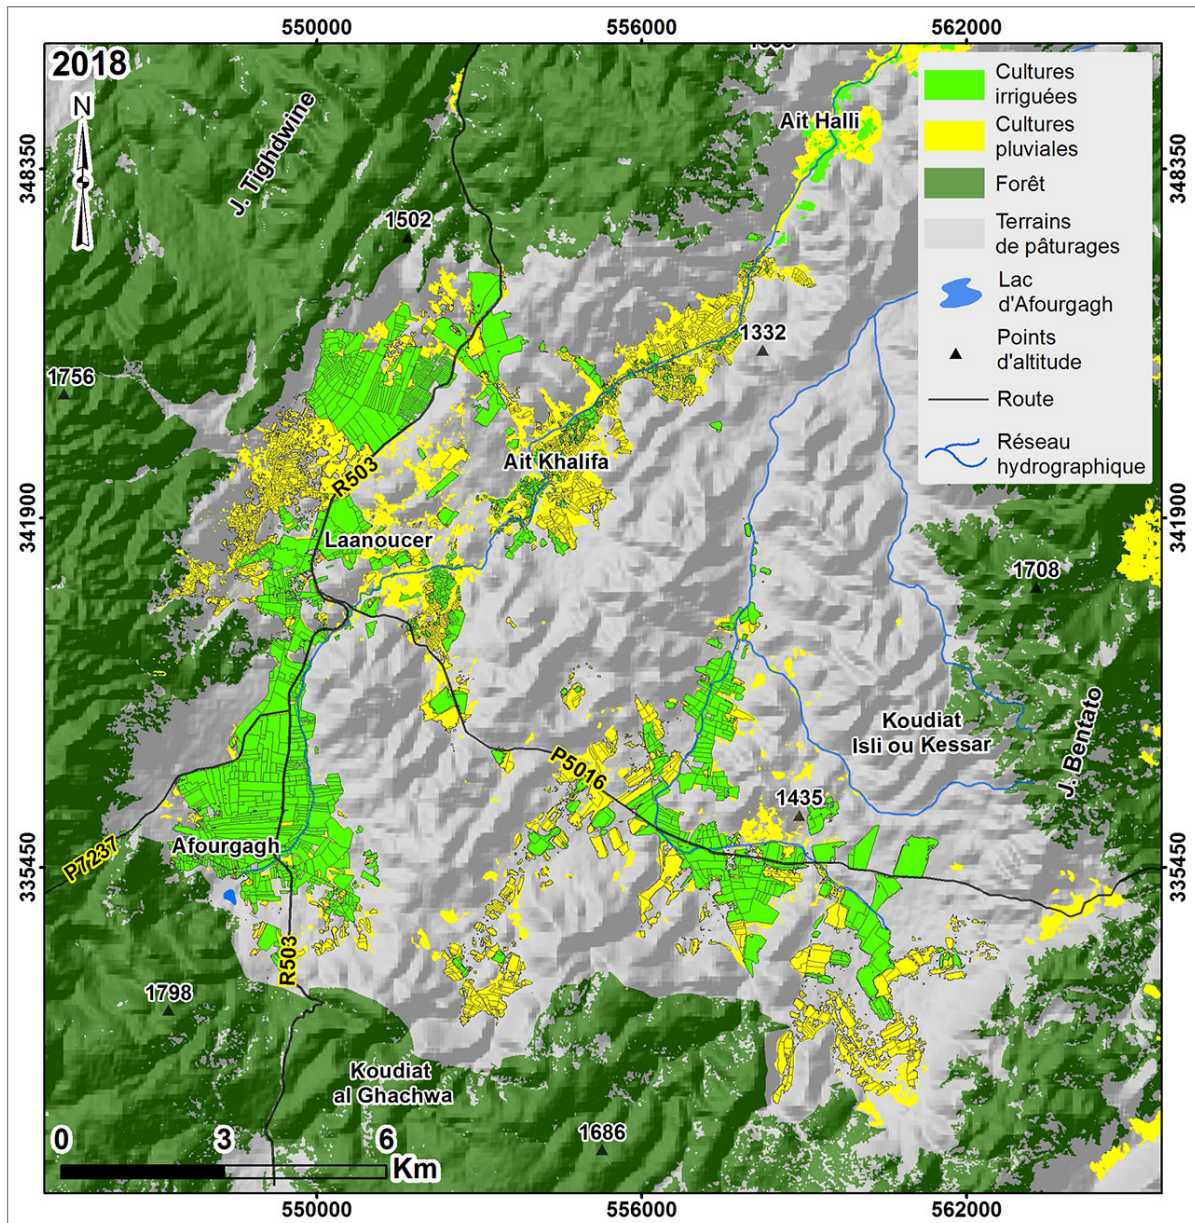 550000
556000
562000
2018
N
348350
341900
335450
J. Tighdwine
1502
1756
R503
Ait Halli
1332
Ait Khalifa
Laanoucer
1708
Koudiat
Isli ou Kessar
J. Bentato
P5016
1435
P7237
Afourgagh
R503
1798
Koudiat
al Ghachwa
1686
Cultures
irriguées
Cultures
pluviales
Forêt
Terrains
de pâturages
Lac
d'Afourgagh
Points
d'altitude
Route
Réseau
hydrographique
348350
341900
335450
0 3 6
Km
550000
556000
562000